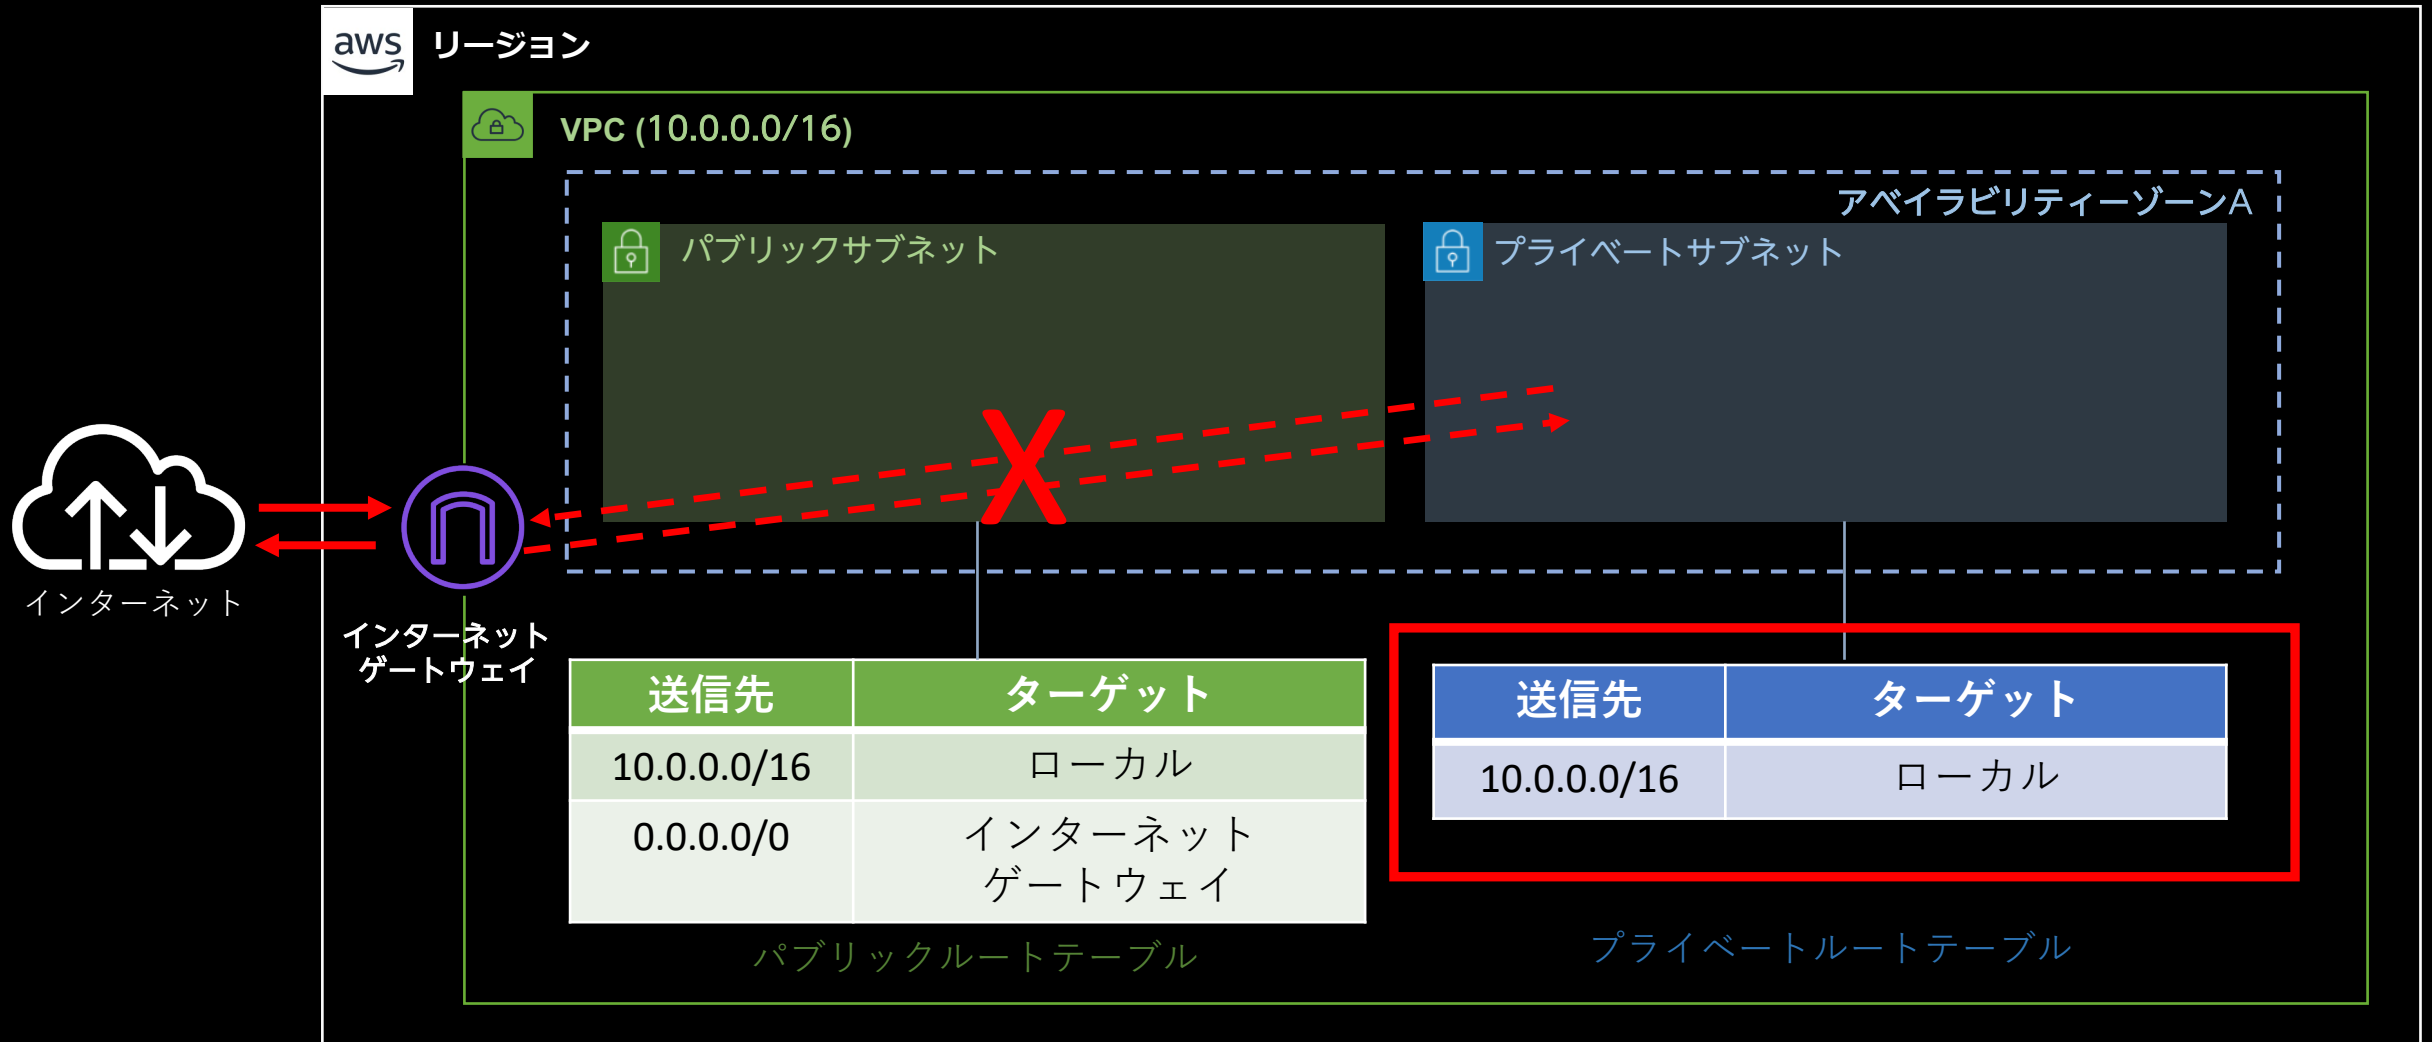 aws
リージョン
VPC (10.0.0.0/16)
アベイラビリティーゾーンA
パブリックサブネット
プライベートサブネット
X
インターネット
インターネット
ゲートウェイ
送信先 ターゲット
10.0.0.0/16 ローカル
0.0.0.0/0 インターネット
ゲートウェイ
パブリックルートテーブル
送信先 ターゲット
10.0.0.0/16 ローカル
プライベートルートテーブル